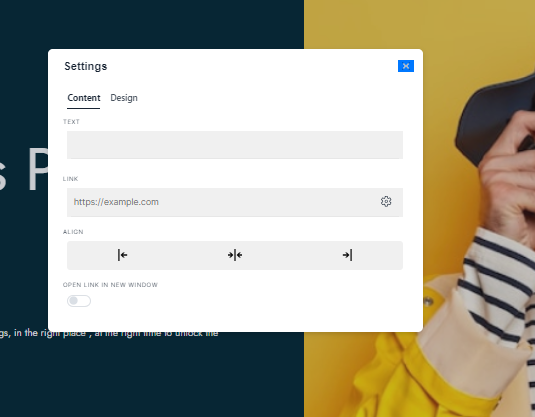 Settings
Content Design
TEXT
s P
LINK
https://example.com
ALIGN
OPEN LINK IN NEW WINDOW
gs, in the right place , at the right time to unlock the